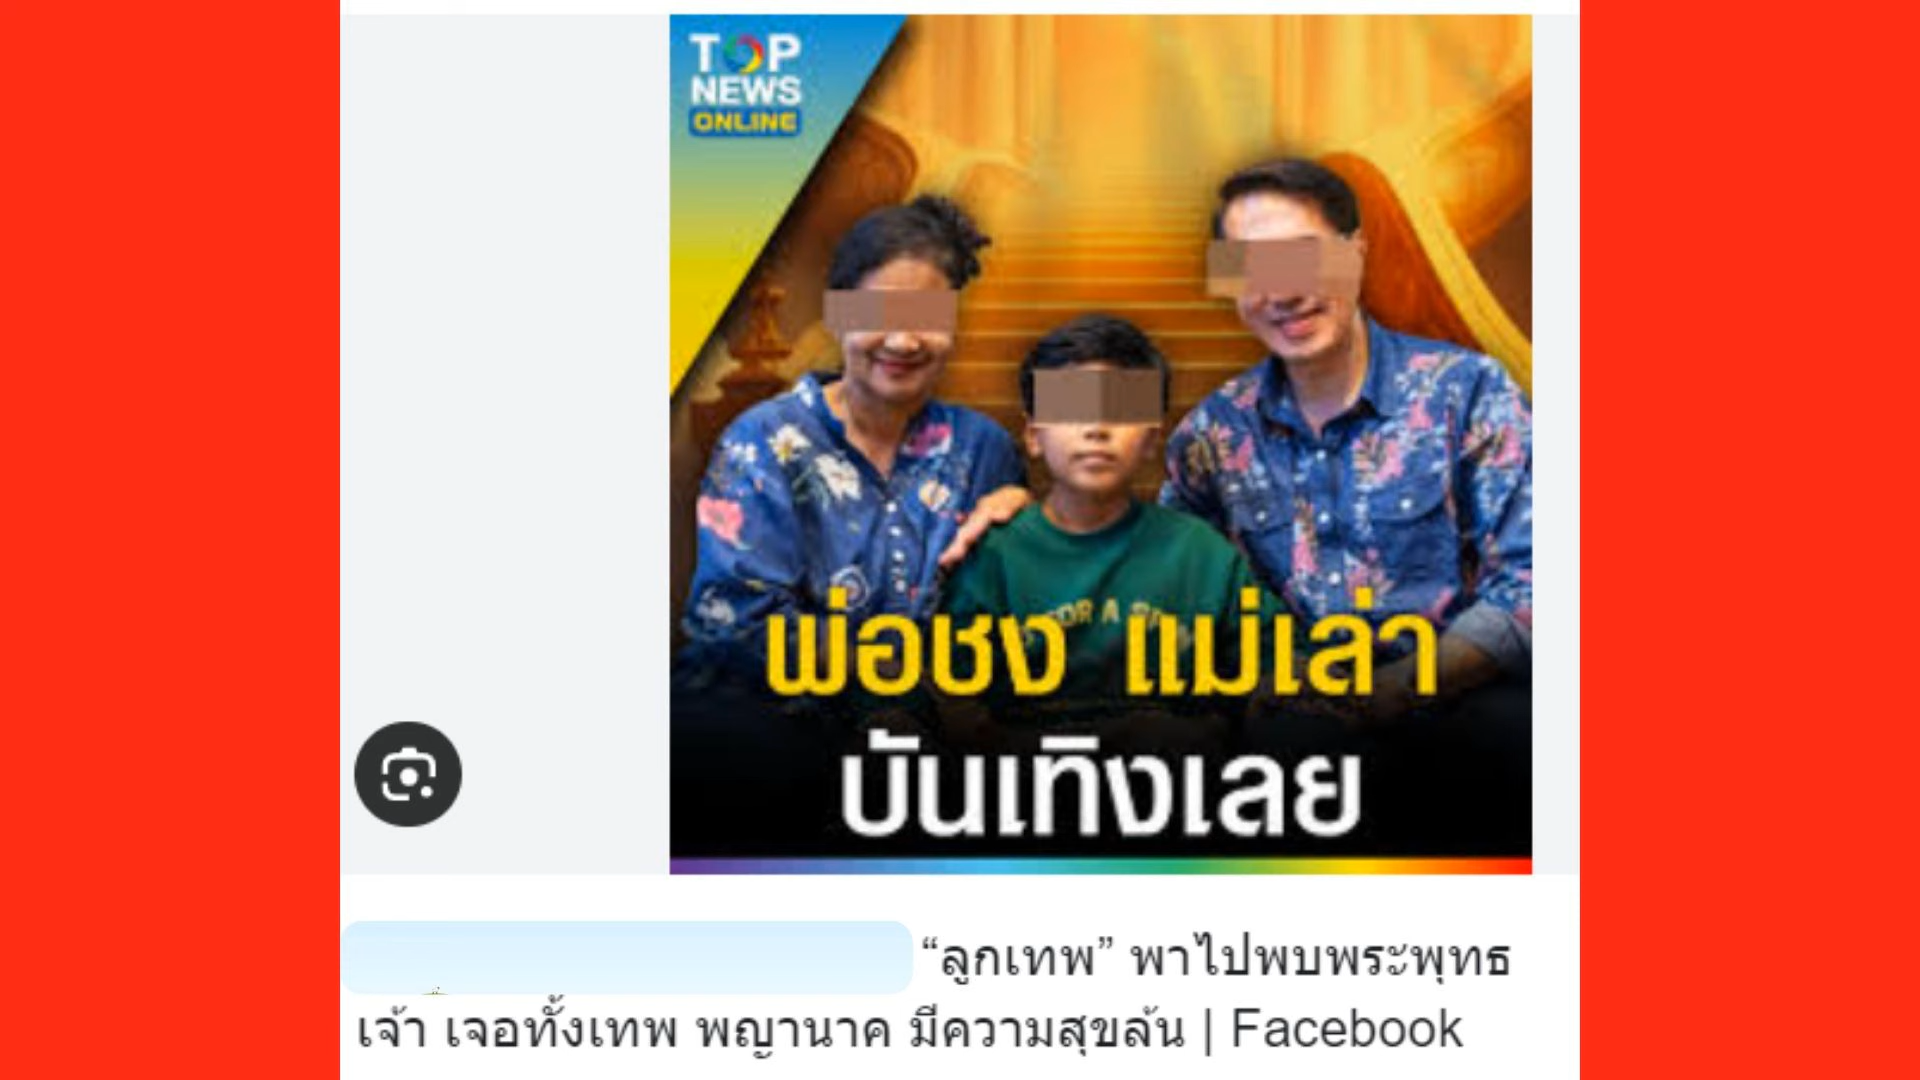 TOP
NEWS
ONLINE
FOR A
พ่อชง แม่เล่า
บันเทิงเลย
“ลูกเทพ” พาไปพบพระพุทธ
เจ้า เจอทั้งเทพ พญานาค มีความสุขล้น | Facebook